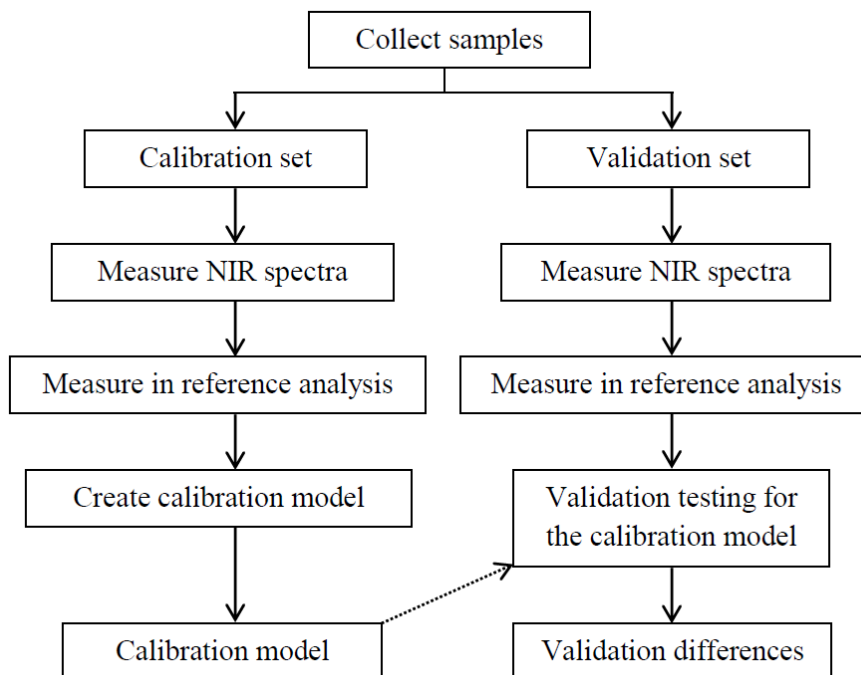 Collect samples
Calibration set
Validation set
Measure NIR spectra
Measure NIR spectra
Measure in reference analysis
Measure in reference analysis
Create calibration model
Validation testing for
the calibration model
Calibration model
Validation differences